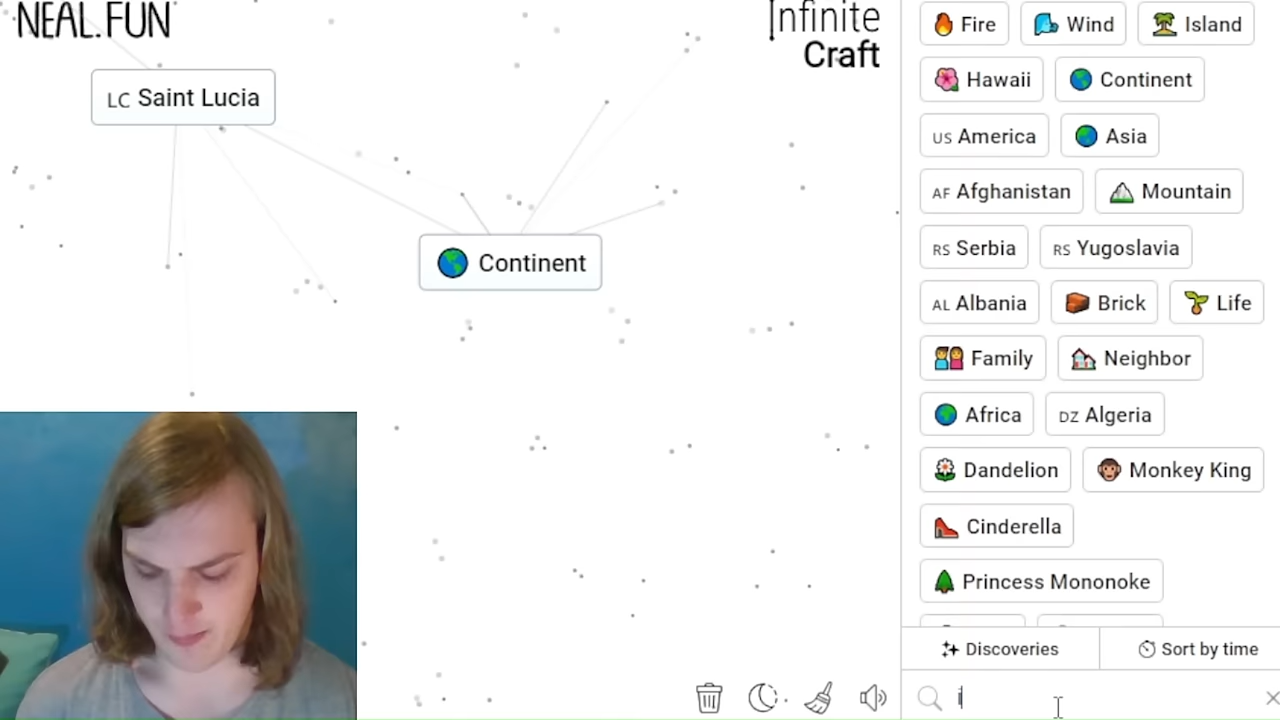 NEAL.FUN
Infinite
Craft
LC Saint Lucia
Continent
Fire
Wind
Island
Hawaii
Continent
US America
Asia
AF Afghanistan
Mountain
RS Serbia
RS Yugoslavia
AL Albania
Brick
Life
Family
Neighbor
Africa
DZ Algeria
Dandelion
Monkey King
Cinderella
Princess Mononoke
Discoveries
Sort by time
i